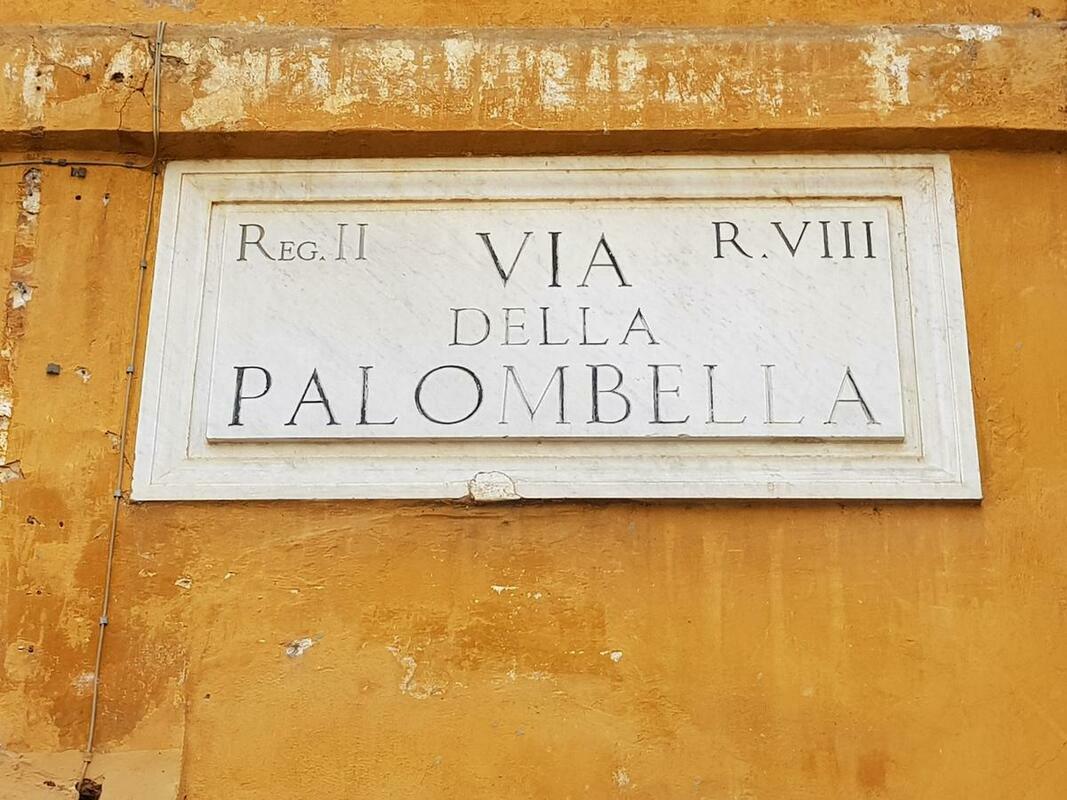 REG. II VIA R. VIII
DELLA
PALOMBELLA